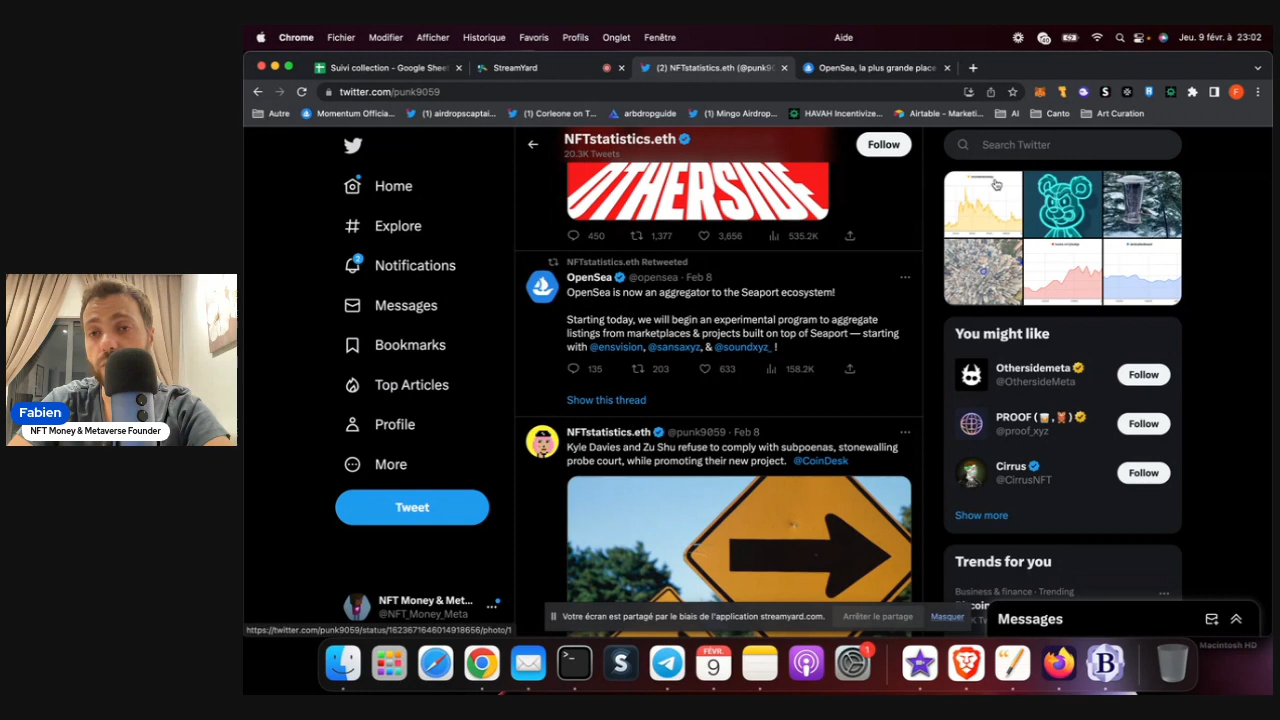 Chrome Fichier Modifier Afficher Historique Favoris Profils Onglet Fenêtre Aide Jeu. 9 févr. à 23:02
Suivi collection - Google Shee
StreamYard
(2) NFTstatistics.eth (@punk90
OpenSea, la plus grande place
twitter.com/punk9059
Autre
Momentum Officia...
(1) airdropscaptai...
(1) Corleone on T...
arbdropguide
(1) Mingo Airdrop...
HAVAH Incentivize...
Airtable - Marketi...
AI
Canto
Art Curation
Home
Explore
Notifications
2
Messages
Bookmarks
Top Articles
Profile
More
Tweet
NFT Money & Met...
@NFT_Money_Meta
NFTstatistics.eth
20.3K Tweets
Follow
OTHERSIDE
450 1,377 3,656 535.2K
NFTstatistics.eth Retweeted
OpenSea @opensea · Feb 8
OpenSea is now an aggregator to the Seaport ecosystem!
Starting today, we will begin an experimental program to aggregate
listings from marketplaces & projects built on top of Seaport — starting
with @ensvision, @sansaxyz, & @soundxyz_ !
135 203 633 158.2K
Show this thread
NFTstatistics.eth @punk9059 · Feb 8
Kyle Davies and Zu Shu refuse to comply with subpoenas, stonewalling
probe court, while promoting their new project. @CoinDesk
Search Twitter
You might like
Othersidemeta
@OthersideMeta
Follow
PROOF
@proof_xyz
Follow
Cirrus
@CirrusNFT
Follow
Show more
Trends for you
Business & finance · Trending
Messages
Votre écran est partagé par le biais de l'application streamyard.com.
Arrêter le partage
Masquer
https://twitter.com/punk9059/status/1623671646014918656/photo/1
Macintosh HD
FÉVR.
9
1
Fabien
NFT Money & Metaverse Founder